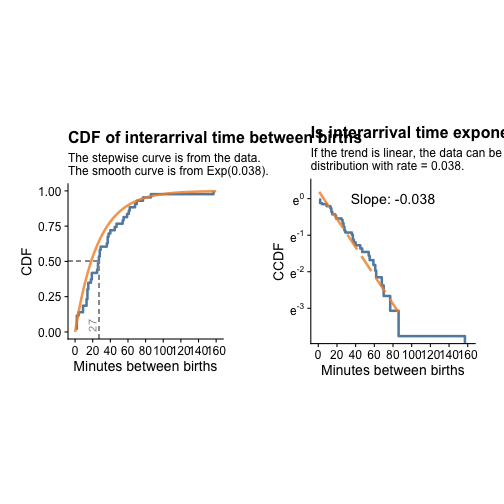 CDF of interarrival time between births
The stepwise curve is from the data.
The smooth curve is from Exp(0.038).
1.00
0.75
0.50
0.25
0.00
CDF
27
0 20 40 60 80 100 120 140 160
Minutes between births
Is interarrival time expone
If the trend is linear, the data can be
distribution with rate = 0.038.
Slope: -0.038
e^0
e^-1
e^-2
e^-3
CCDF
0 20 40 60 80 100 120 140 160
Minutes between births